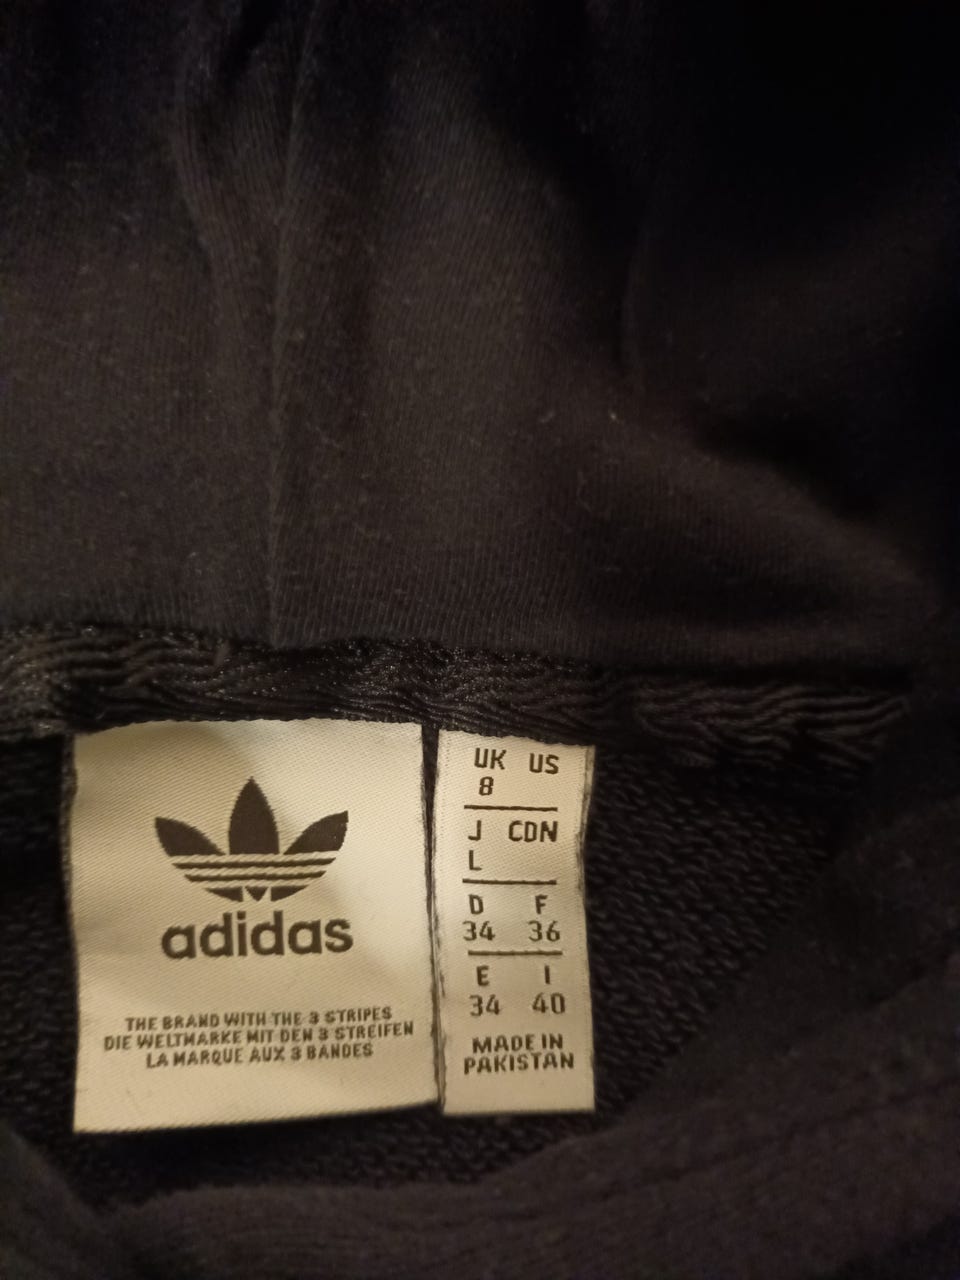 adidas
THE BRAND WITH THE 3 STRIPES
DIE WELTMARKE MIT DEN 3 STREIFEN
LA MARQUE AUX 3 BANDES
UK US
8
J CDN
L
D F
34 36
E I
34 40
MADE IN
PAKISTAN